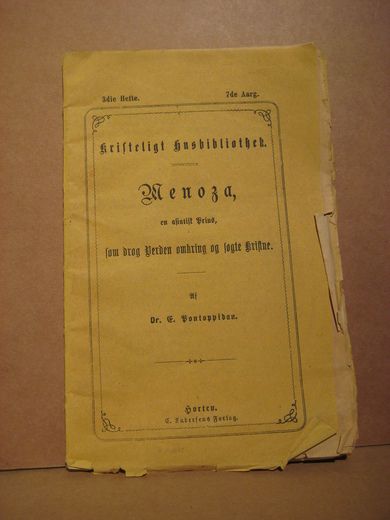 3die Hefte. 7de Aarg.
Kristeligt Husbibliothek.
Menoza,
en asiatisk Prins,
som drog Verden omkring og søgte Kristne.
Af
Dr. E. Pontoppidan.
Horten.
C. Andersens Forlag.